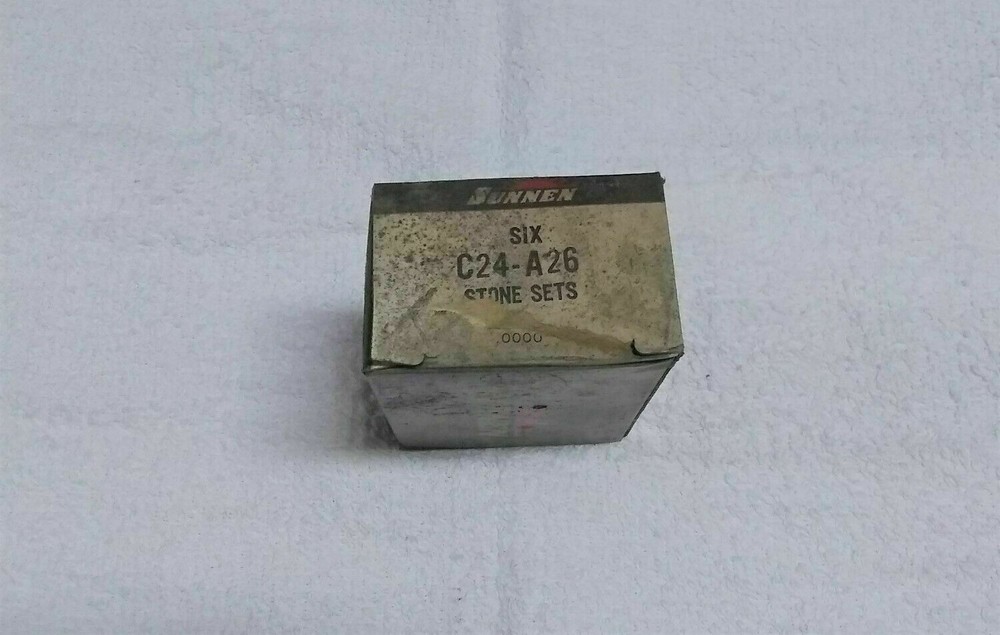 SUNNEN
SIX
C24-A26
STONE SETS
0000